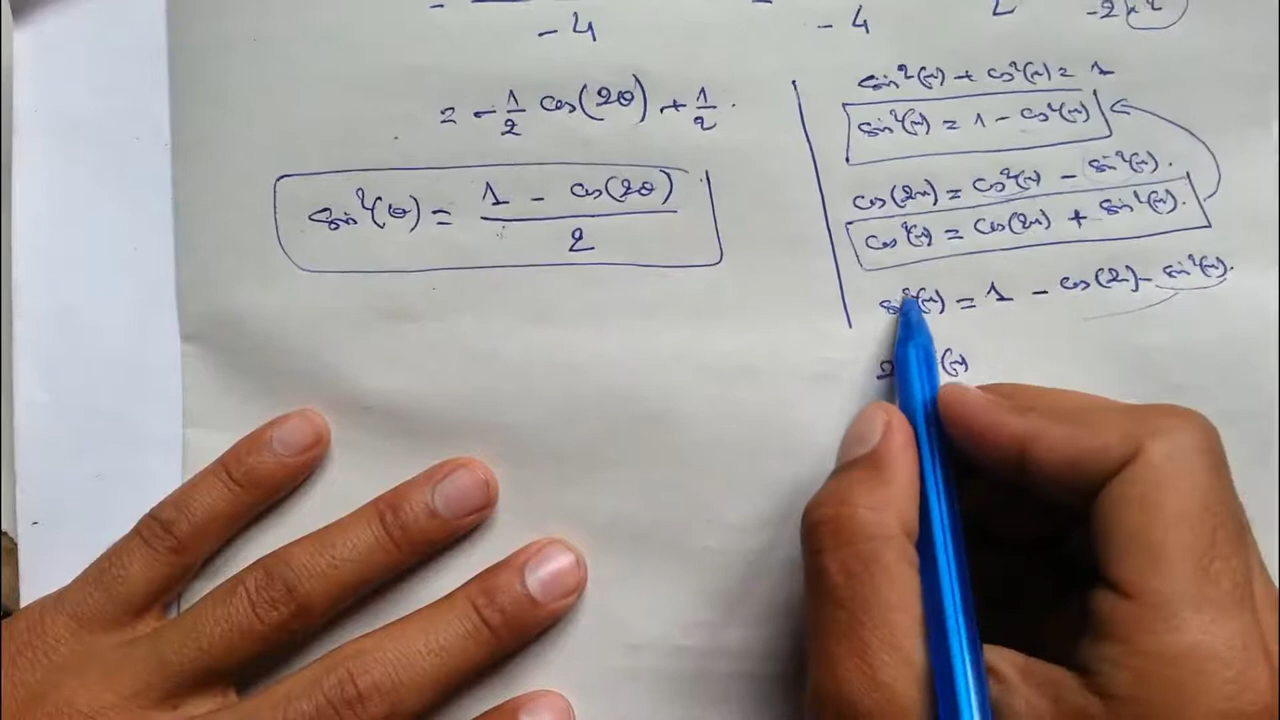 - 4
- 4
2
-2
= -1/2 cos(2θ) + 1/2.
sin²(θ) = 1 - cos(2θ) / 2
sin²(x) + cos²(x) = 1
sin²(x) = 1 - cos²(x)
cos(2x) = cos²(x) - sin²(x).
cos²(x) = cos(2x) + sin²(x).
sin²(x) = 1 - cos(2x) - sin²(x).
2 (x)